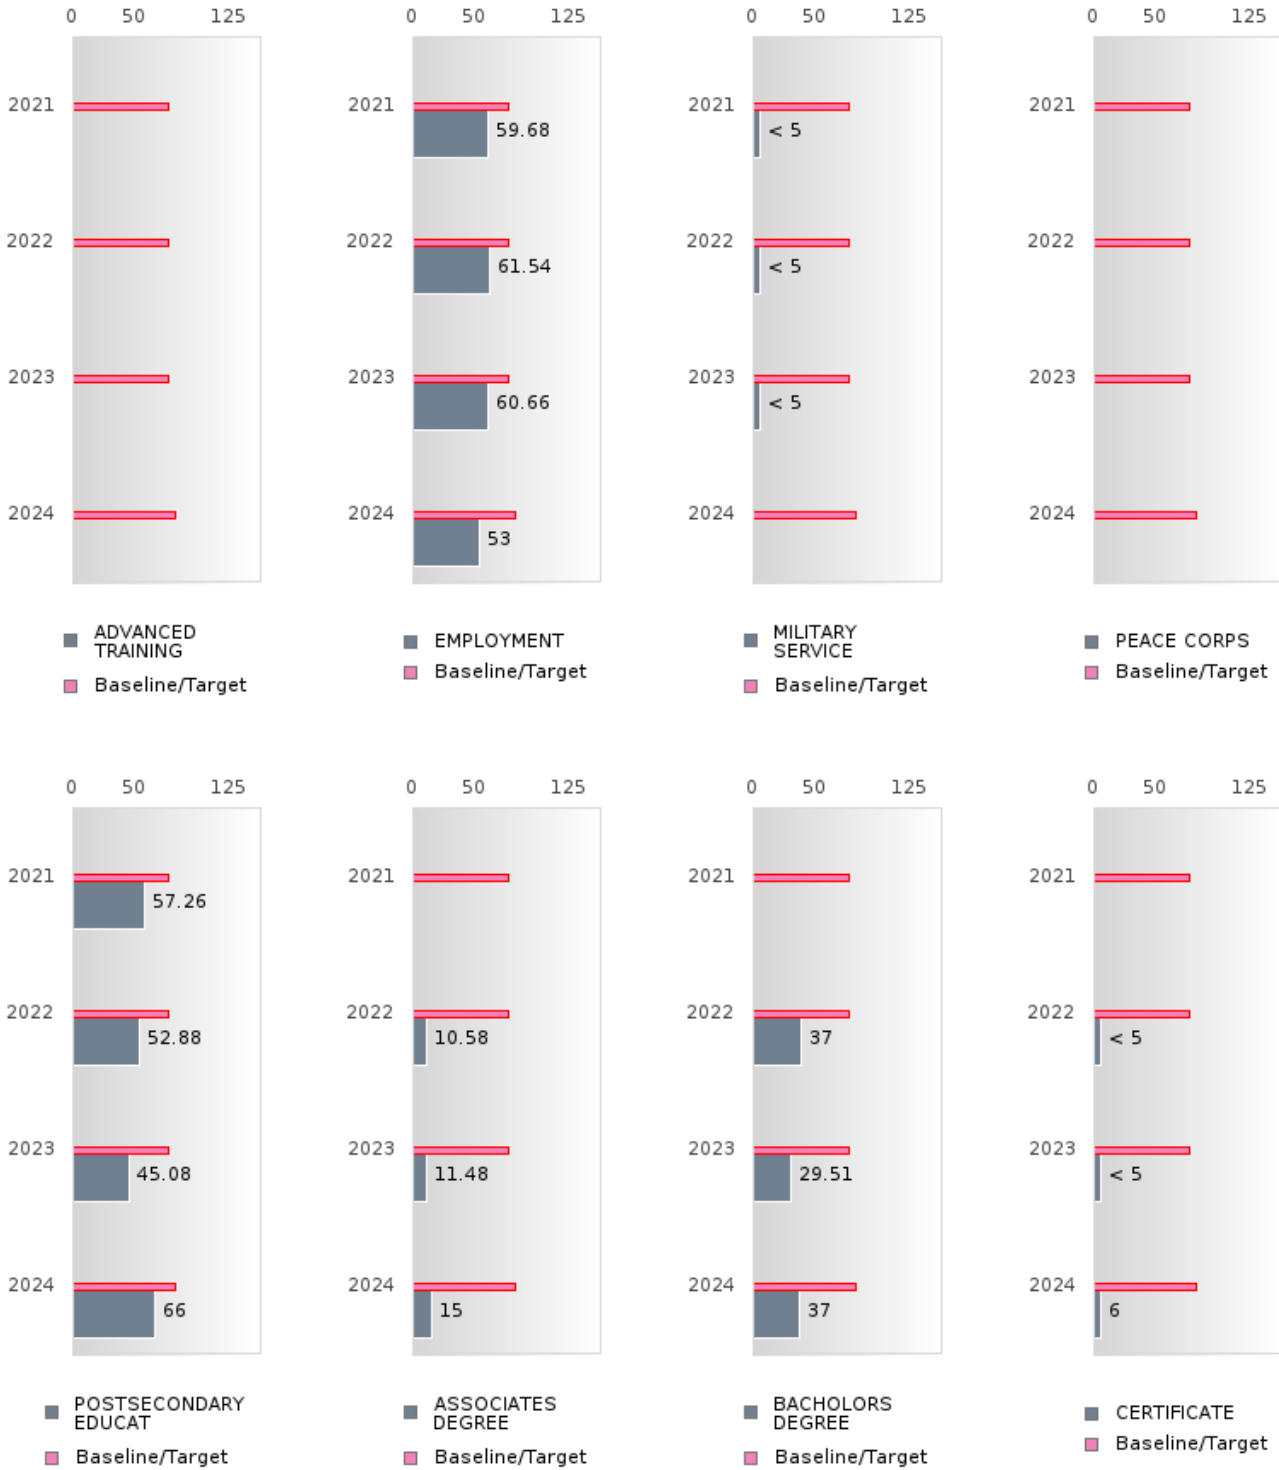 0 50 125 0 50 125 0 50 125 0 50 125
2021 2021 2021 2021
59.68 < 5
2022 2022 2022 2022
61.54 < 5
2023 2023 2023 2023
60.66 < 5
2024 2024 2024 2024
53
ADVANCED
TRAINING
Baseline/Target
EMPLOYMENT
Baseline/Target
MILITARY
SERVICE
Baseline/Target
PEACE CORPS
Baseline/Target
0 50 125 0 50 125 0 50 125 0 50 125
2021 2021 2021 2021
57.26
2022 2022 2022 2022
52.88 10.58 37 < 5
2023 2023 2023 2023
45.08 11.48 29.51 < 5
2024 2024 2024 2024
66 15 37 6
POSTSECONDARY
EDUCAT
Baseline/Target
ASSOCIATES
DEGREE
Baseline/Target
BACHOLORS
DEGREE
Baseline/Target
CERTIFICATE
Baseline/Target